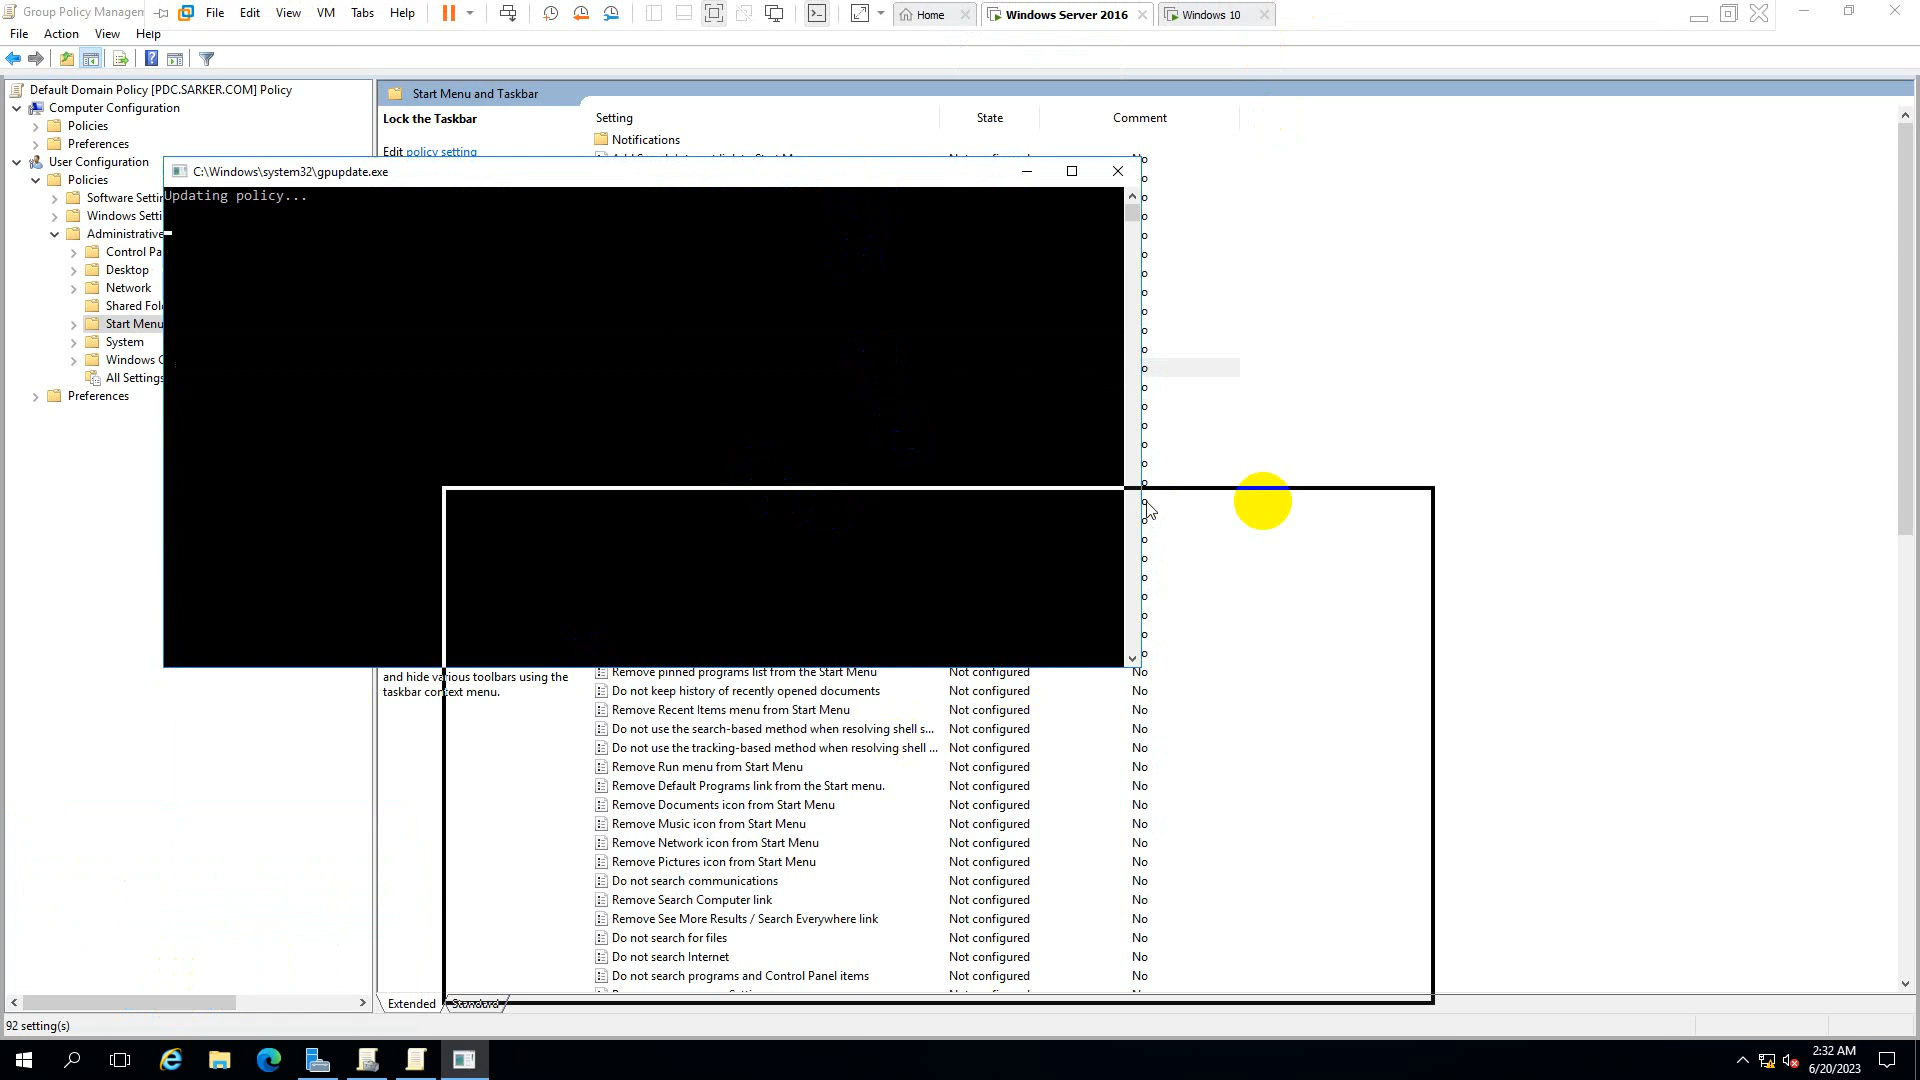 Group Policy Managem
File Edit View VM Tabs Help
Home
Windows Server 2016
Windows 10
File Action View Help
Default Domain Policy [PDC.SARKER.COM] Policy
Computer Configuration
Policies
Preferences
User Configuration
Policies
Software Settin
Windows Setti
Administrative
Control Pa
Desktop
Network
Shared Fol
Start Menu
System
Windows C
All Settings
Preferences
Start Menu and Taskbar
Lock the Taskbar
Edit policy setting
Setting State Comment
Notifications
C:\Windows\system32\gpupdate.exe
Updating policy...
and hide various toolbars using the
taskbar context menu.
Remove pinned programs list from the Start Menu Not configured No
Do not keep history of recently opened documents Not configured No
Remove Recent Items menu from Start Menu Not configured No
Do not use the search-based method when resolving shell s... Not configured No
Do not use the tracking-based method when resolving shell ... Not configured No
Remove Run menu from Start Menu Not configured No
Remove Default Programs link from the Start menu. Not configured No
Remove Documents icon from Start Menu Not configured No
Remove Music icon from Start Menu Not configured No
Remove Network icon from Start Menu Not configured No
Remove Pictures icon from Start Menu Not configured No
Do not search communications Not configured No
Remove Search Computer link Not configured No
Remove See More Results / Search Everywhere link Not configured No
Do not search for files Not configured No
Do not search Internet Not configured No
Do not search programs and Control Panel items Not configured No
Extended Standard
92 setting(s)
2:32 AM
6/20/2023